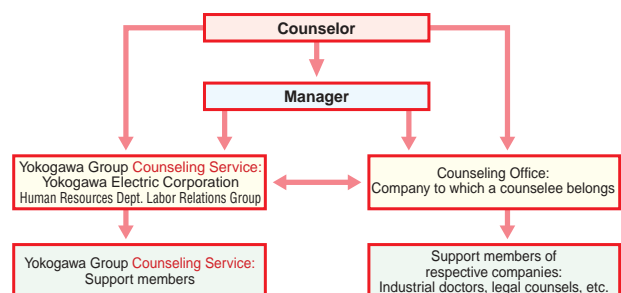 Counselor
Manager
Yokogawa Group Counseling Service:
Yokogawa Electric Corporation
Human Resources Dept. Labor Relations Group
Counseling Office:
Company to which a counselee belongs
Yokogawa Group Counseling Service:
Support members
Support members of
respective companies:
Industrial doctors, legal counsels, etc.